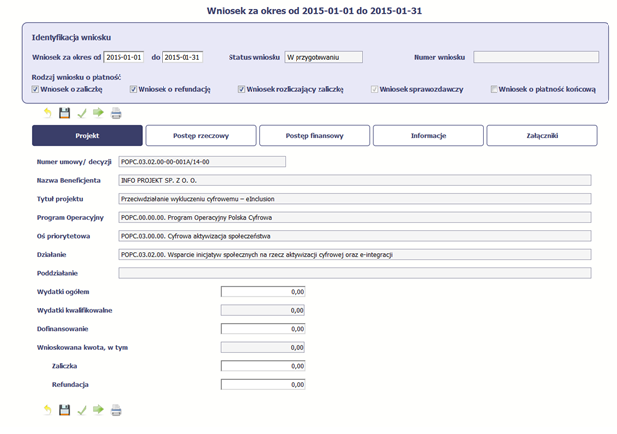 Wniosek za okres od 2015-01-01 do 2015-01-31
Identyfikacja wniosku
Wniosek za okres od 2015-01-01 do 2015-01-31 Status wniosku W przygotowaniu Numer wniosku
Rodzaj wniosku o płatność
Wniosek o zaliczkę Wniosek o refundację Wniosek rozliczający zaliczkę Wniosek sprawozdawczy Wniosek o płatność końcową
Projekt Postęp rzeczowy Postęp finansowy Informacje Załączniki
Numer umowy/ decyzji POPC.03.02.00-00-001A/14-00
Nazwa Beneficjenta INFO PROJEKT SP. Z O. O.
Tytuł projektu Przeciwdziałanie wykluczeniu cyfrowemu – eInclusion
Program Operacyjny POPC.00.00.00. Program Operacyjny Polska Cyfrowa
Oś priorytetowa POPC.03.00.00. Cyfrowa aktywizacja społeczeństwa
Działanie POPC.03.02.00. Wsparcie inicjatyw społecznych na rzecz aktywizacji cyfrowej oraz e-integracji
Poddziałanie
Wydatki ogółem 0,00
Wydatki kwalifikowalne 0,00
Dofinansowanie 0,00
Wnioskowana kwota, w tym 0,00
Zaliczka 0,00
Refundacja 0,00